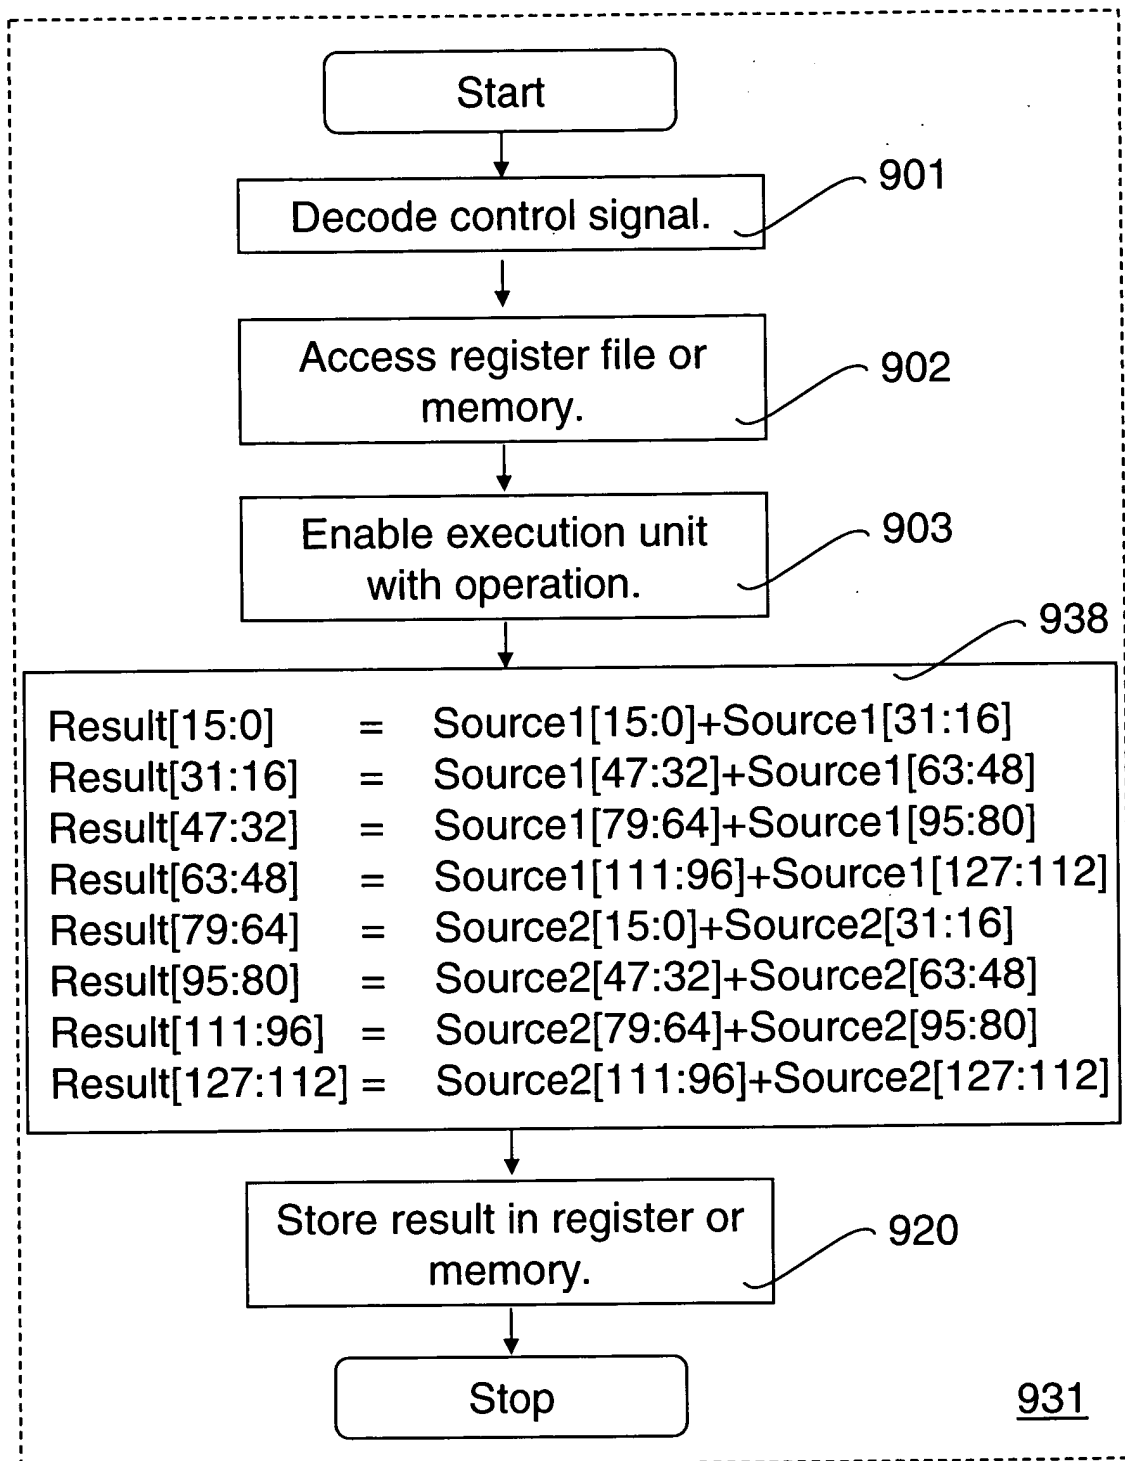 Start
Decode control signal.
901
Access register file or
memory.
902
Enable execution unit
with operation.
903
938
Result[15:0] = Source1[15:0]+Source1[31:16]
Result[31:16] = Source1[47:32]+Source1[63:48]
Result[47:32] = Source1[79:64]+Source1[95:80]
Result[63:48] = Source1[111:96]+Source1[127:112]
Result[79:64] = Source2[15:0]+Source2[31:16]
Result[95:80] = Source2[47:32]+Source2[63:48]
Result[111:96] = Source2[79:64]+Source2[95:80]
Result[127:112] = Source2[111:96]+Source2[127:112]
Store result in register or
memory.
920
Stop
931